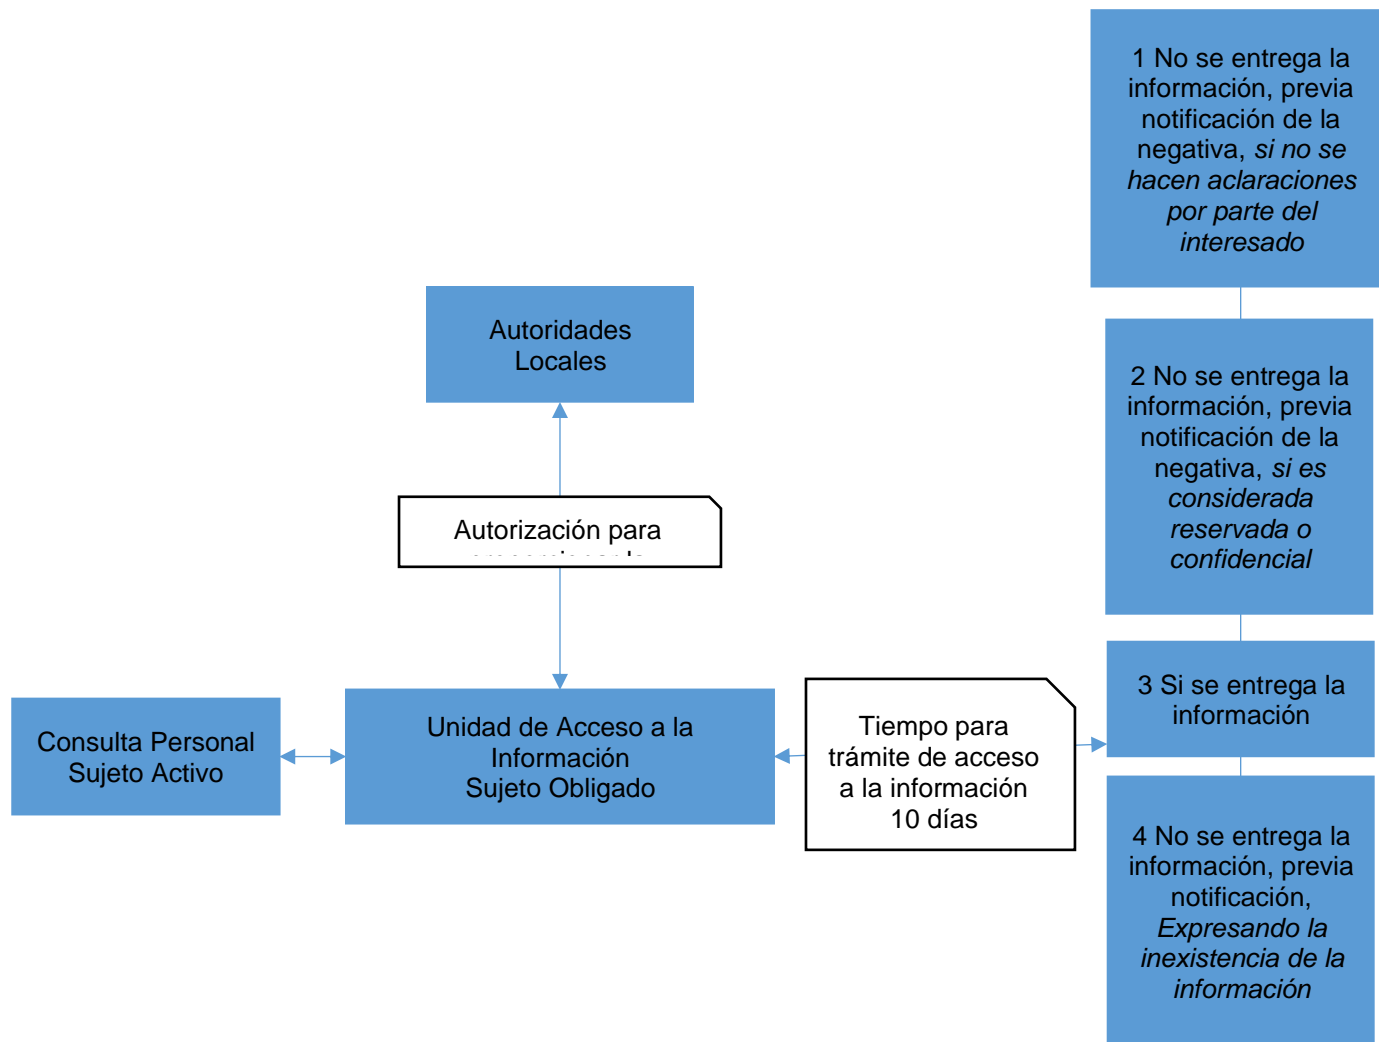 1 No se entrega la
información, previa
notificación de la
negativa, si no se
hacen aclaraciones
por parte del
interesado
Autoridades
Locales
2 No se entrega la
información, previa
notificación de la
negativa, si es
considerada
reservada o
confidencial
Autorización para
3 Si se entrega la
información
Consulta Personal
Sujeto Activo
Unidad de Acceso a la
Información
Sujeto Obligado
Tiempo para
trámite de acceso
a la información
10 días
4 No se entrega la
información, previa
notificación,
Expresando la
inexistencia de la
información